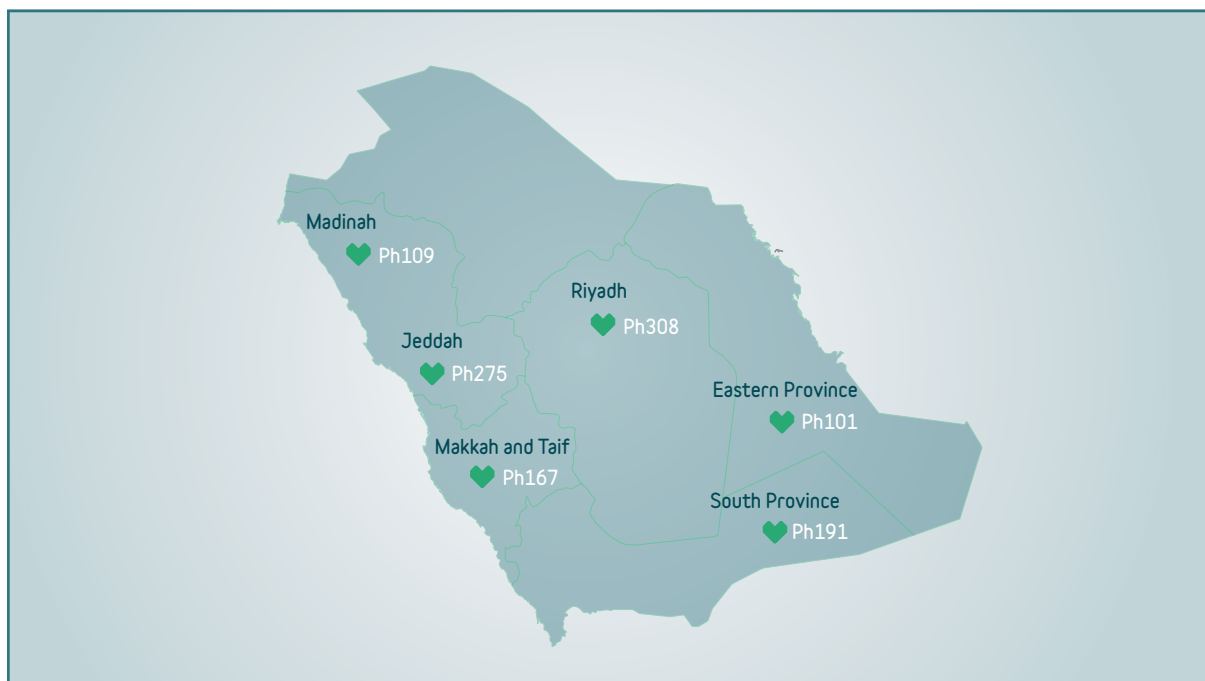 Madinah
Ph109
Riyadh
Ph308
Jeddah
Ph275
Eastern Province
Ph101
Makkah and Taif
Ph167
South Province
Ph191